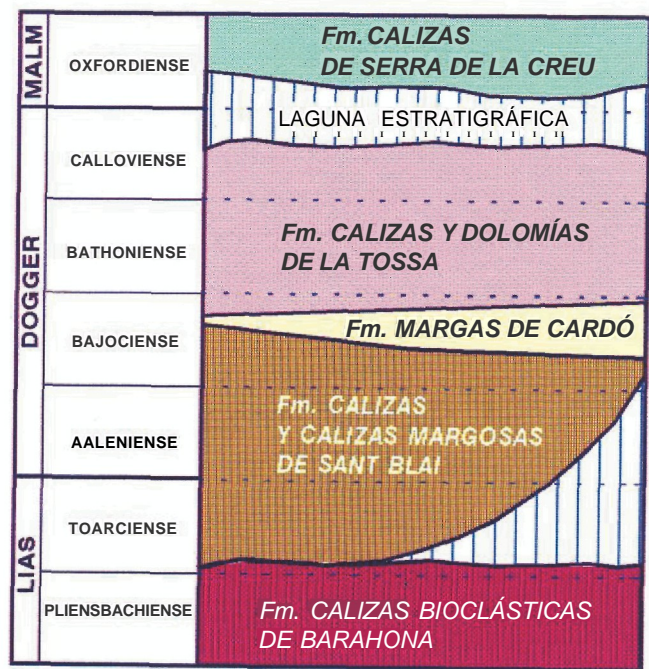 MALM
OXFORDIENSE
Fm. CALIZAS
DE SERRA DE LA CREU
LAGUNA ESTRATIGRÁFICA
DOGGER
CALLOVIENSE
BATHONIENSE
Fm. CALIZAS Y DOLOMÍAS
DE LA TOSSA
BAJOCIENSE
Fm. MARGAS DE CARDÓ
AALENIENSE
Fm. CALIZAS
Y CALIZAS MARGOSAS
DE SANT BLAI
LIAS
TOARCIENSE
PLIENSBACHIENSE
Fm. CALIZAS BIOCLÁSTICAS
DE BARAHONA